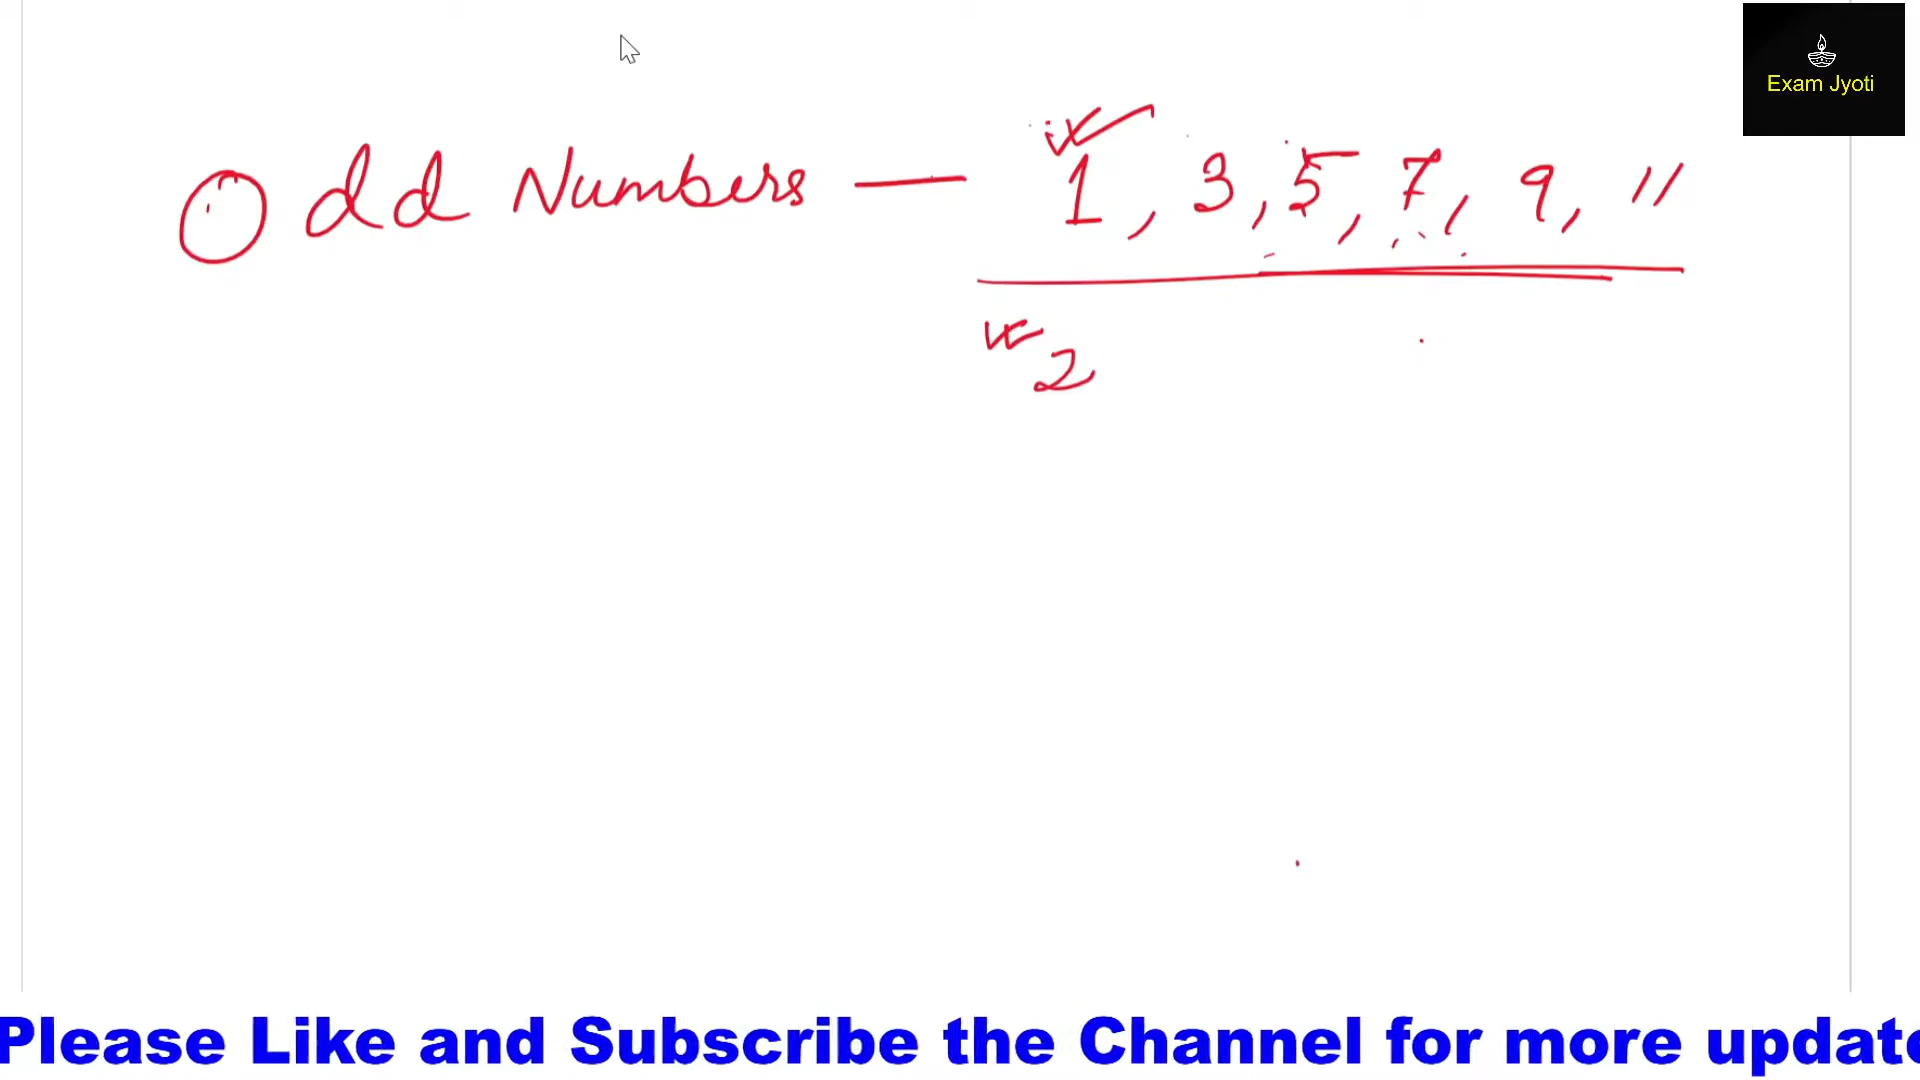 Exam Jyoti
Odd Numbers — 1, 3, 5, 7, 9, 11
2
Please Like and Subscribe the Channel for more update